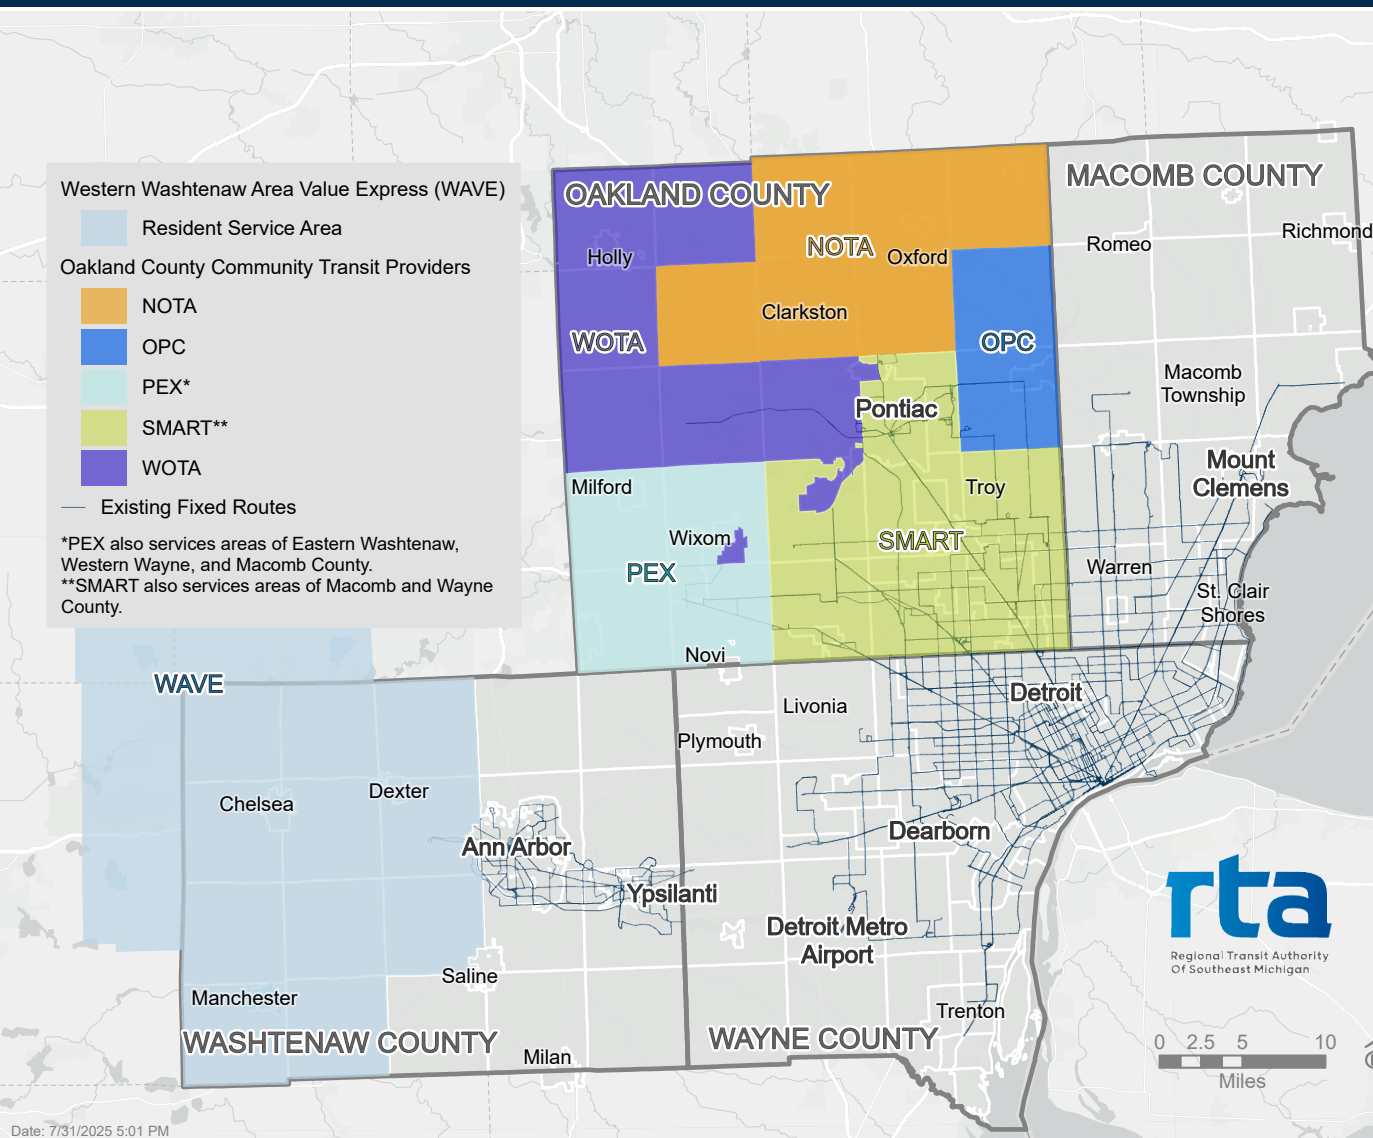 Western Washtenaw Area Value Express (WAVE)
Resident Service Area
Oakland County Community Transit Providers
NOTA
OPC
PEX*
SMART**
WOTA
Existing Fixed Routes
*PEX also services areas of Eastern Washtenaw,
Western Wayne, and Macomb County.
**SMART also services areas of Macomb and Wayne
County.
OAKLAND COUNTY
MACOMB COUNTY
Richmond
Romeo
NOTA
Oxford
Holly
Clarkston
WOTA
OPC
Macomb
Township
Pontiac
Mount
Clemens
Milford
Troy
Wixom
SMART
PEX
Warren
St. Clair
Shores
Novi
WAVE
Detroit
Livonia
Plymouth
Chelsea
Dexter
Dearborn
Ann Arbor
Ypsilanti
Detroit Metro
Airport
rta
Regional Transit Authority
Of Southeast Michigan
Saline
Manchester
Trenton
WASHTENAW COUNTY
WAYNE COUNTY
Milan
0 2.5 5 10
Miles
Date: 7/31/2025 5:01 PM